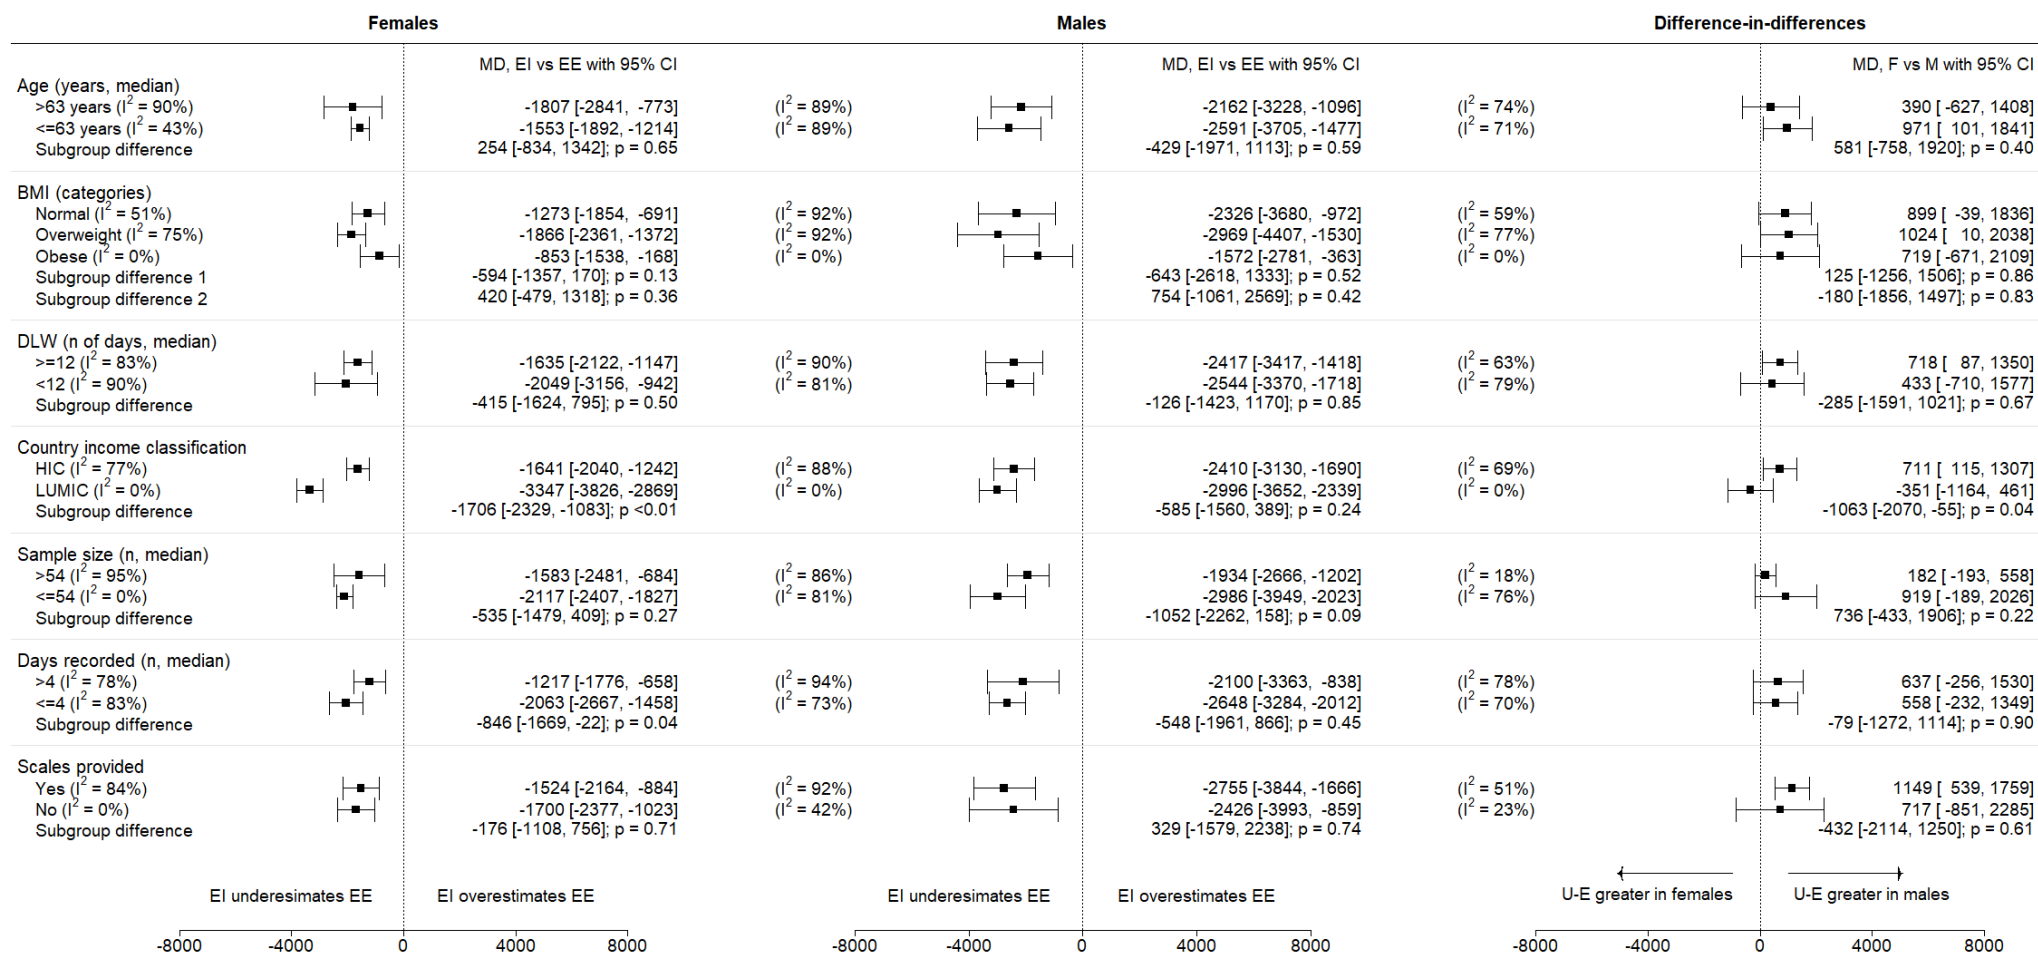 Females Males Difference-in-differences
MD, EI vs EE with 95% CI MD, EI vs EE with 95% CI MD, F vs M with 95% CI
Age (years, median)
>63 years (I² = 90%) -1807 [-2841, -773] (I² = 89%) -2162 [-3228, -1096] (I² = 74%) 390 [-627, 1408]
<=63 years (I² = 43%) -1553 [-1892, -1214] (I² = 89%) -2591 [-3705, -1477] (I² = 71%) 971 [ 101, 1841]
Subgroup difference 254 [-834, 1342]; p = 0.65 -429 [-1971, 1113]; p = 0.59 581 [-758, 1920]; p = 0.40
BMI (categories)
Normal (I² = 51%) -1273 [-1854, -691] (I² = 92%) -2326 [-3680, -972] (I² = 59%) 899 [ -39, 1836]
Overweight (I² = 75%) -1866 [-2361, -1372] (I² = 92%) -2969 [-4407, -1530] (I² = 77%) 1024 [ 10, 2038]
Obese (I² = 0%) -853 [-1538, -168] (I² = 0%) -1572 [-2781, -363] (I² = 0%) 719 [-671, 2109]
Subgroup difference 1 -594 [-1357, 170]; p = 0.13 -643 [-2618, 1333]; p = 0.52 125 [-1256, 1506]; p = 0.86
Subgroup difference 2 420 [-479, 1318]; p = 0.36 754 [-1061, 2569]; p = 0.42 -180 [-1856, 1497]; p = 0.83
DLW (n of days, median)
>=12 (I² = 83%) -1635 [-2122, -1147] (I² = 90%) -2417 [-3417, -1418] (I² = 63%) 718 [ 87, 1350]
<12 (I² = 90%) -2049 [-3156, -942] (I² = 81%) -2544 [-3370, -1718] (I² = 79%) 433 [-710, 1577]
Subgroup difference -415 [-1624, 795]; p = 0.50 -126 [-1423, 1170]; p = 0.85 -285 [-1591, 1021]; p = 0.67
Country income classification
HIC (I² = 77%) -1641 [-2040, -1242] (I² = 88%) -2410 [-3130, -1690] (I² = 69%) 711 [ 115, 1307]
LUMIC (I² = 0%) -3347 [-3826, -2869] (I² = 0%) -2996 [-3652, -2339] (I² = 0%) -351 [-1164, 461]
Subgroup difference -1706 [-2329, -1083]; p <0.01 -585 [-1560, 389]; p = 0.24 -1063 [-2070, -55]; p = 0.04
Sample size (n, median)
>54 (I² = 95%) -1583 [-2481, -684] (I² = 86%) -1934 [-2666, -1202] (I² = 18%) 182 [-193, 558]
<=54 (I² = 0%) -2117 [-2407, -1827] (I² = 81%) -2986 [-3949, -2023] (I² = 76%) 919 [-189, 2026]
Subgroup difference -535 [-1479, 409]; p = 0.27 -1052 [-2262, 158]; p = 0.09 736 [-433, 1906]; p = 0.22
Days recorded (n, median)
>4 (I² = 78%) -1217 [-1776, -658] (I² = 94%) -2100 [-3363, -838] (I² = 78%) 637 [ -256, 1530]
<=4 (I² = 83%) -2063 [-2667, -1458] (I² = 73%) -2648 [-3284, -2012] (I² = 70%) 558 [ -232, 1349]
Subgroup difference -846 [-1669, -22]; p = 0.04 -548 [-1961, 866]; p = 0.45 -79 [-1272, 1114]; p = 0.90
Scales provided
Yes (I² = 84%) -1524 [-2164, -884] (I² = 92%) -2755 [-3844, -1666] (I² = 51%) 1149 [ 539, 1759]
No (I² = 0%) -1700 [-2377, -1023] (I² = 42%) -2426 [-3993, -859] (I² = 23%) 717 [-851, 2285]
Subgroup difference -176 [-1108, 756]; p = 0.71 329 [-1579, 2238]; p = 0.74 -432 [-2114, 1250]; p = 0.61
EI underesimates EE EI overestimates EE EI underesimates EE EI overestimates EE U-E greater in females U-E greater in males
-8000 -4000 0 4000 8000 -8000 -4000 0 4000 8000 -8000 -4000 0 4000 8000